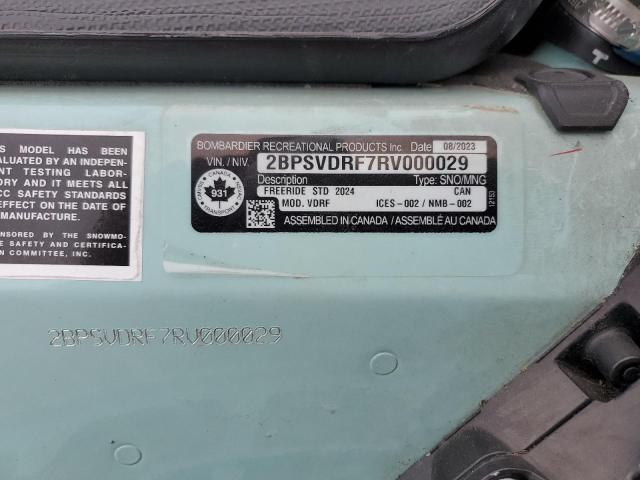 S MODEL HAS BEEN
ALUATED BY AN INDEPEN-
NT TESTING LABOR-
ORY AND IT MEETS ALL
CC SAFETY STANDARDS
EFFECT ON THE DATE OF
MANUFACTURE.
NSORED BY THE SNOWMO-
E SAFETY AND CERTIFICA-
N COMMITTEE, INC.
BOMBARDIER RECREATIONAL PRODUCTS Inc. Date 08/2023
VIN./ NIV. 2BPSVDRF7RV000029
Description Type: SNO/MNG
FREERIDE STD 2024 CAN
MOD. VDRF ICES-002 / NMB-002
ASSEMBLED IN CANADA / ASSEMBLÉ AU CANADA
CANADA
931
TRANSPORT
2BPSVDRF7RV000029
T